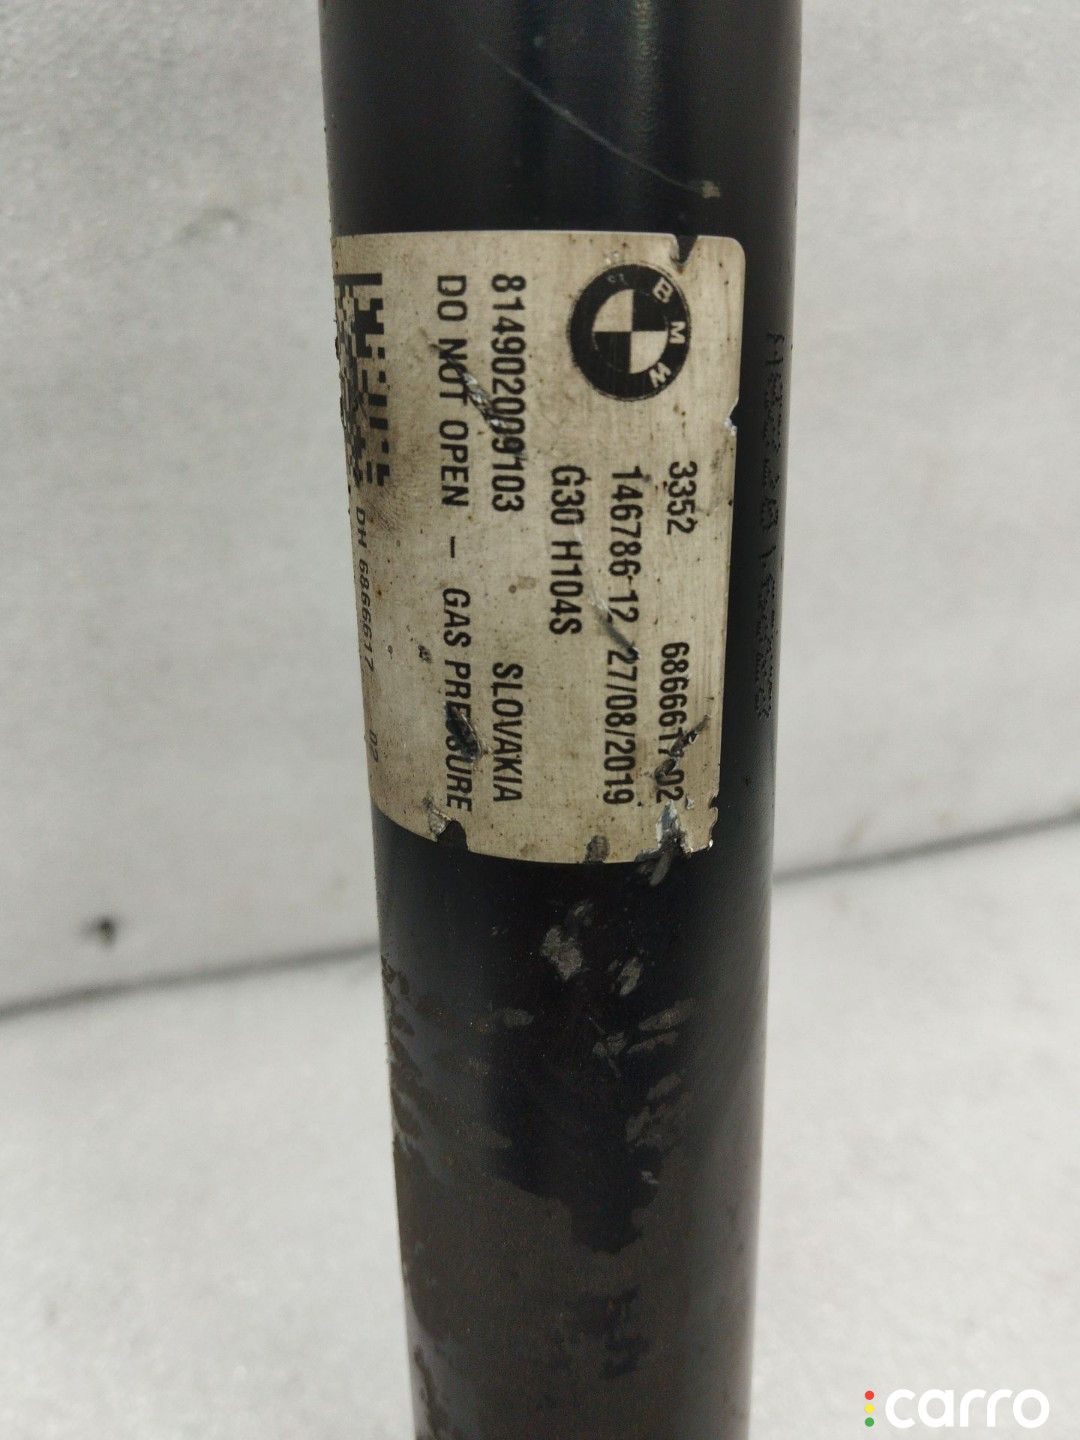 BMW
3352 6866617-02
146786-12 27/08/2019
G30 H104S
814902009103 SLOVAKIA
DO NOT OPEN - GAS PRESSURE
DH 6866617 02
carro